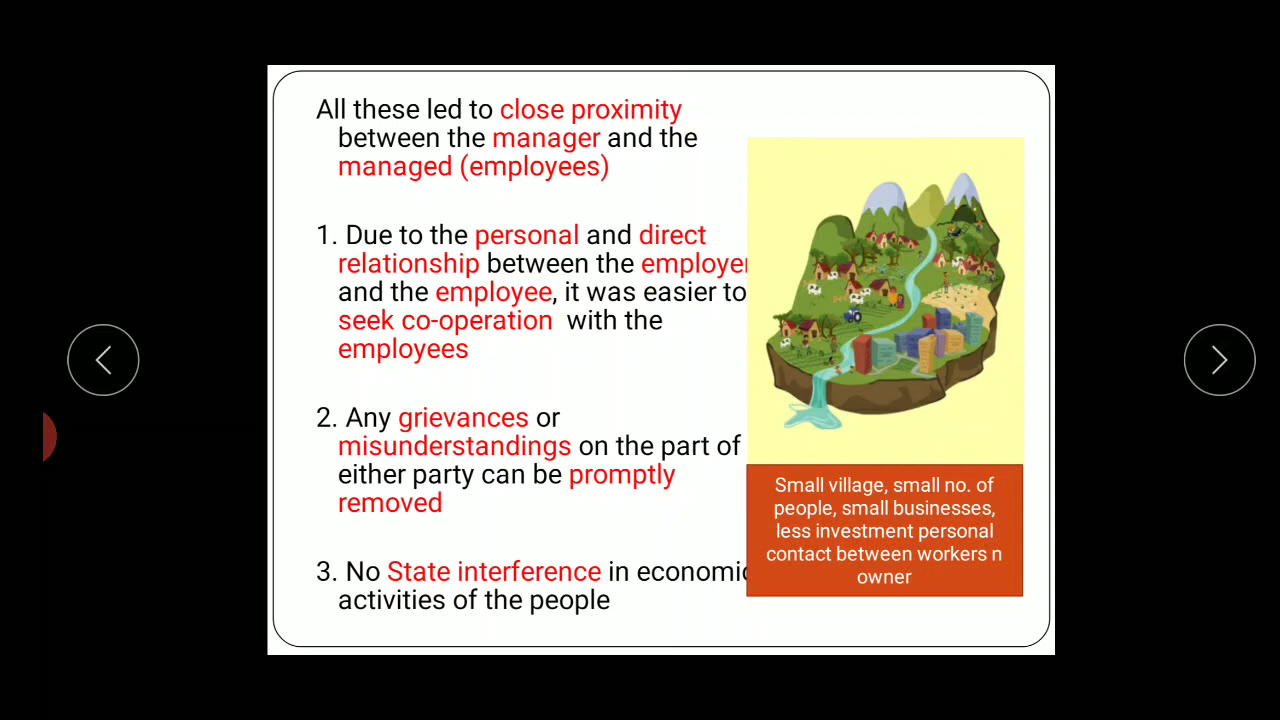 All these led to close proximity
between the manager and the
managed (employees)
1. Due to the personal and direct
relationship between the employer
and the employee, it was easier to
seek co-operation with the
employees
2. Any grievances or
misunderstandings on the part of
either party can be promptly
removed
3. No State interference in economic
activities of the people
Small village, small no. of
people, small businesses,
less investment personal
contact between workers n
owner